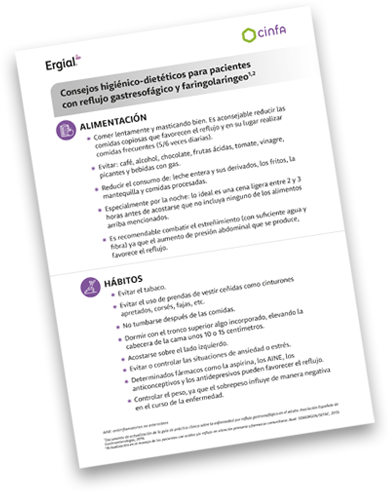 Ergial
cinfa
Consejos higiénico-dietéticos para pacientes
con reflujo gastresofágico y faringolaríngeo1,2
ALIMENTACIÓN
• Comer lentamente y masticando bien. Es aconsejable reducir las
comidas copiosas que favorecen el reflujo y en su lugar realizar
comidas frecuentes (5/6 veces diarias).
• Evitar: café, alcohol, chocolate, frutas ácidas, tomate, vinagre,
picantes y bebidas con gas.
• Reducir el consumo de: leche entera y sus derivados, los fritos, la
mantequilla y comidas procesadas.
• Especialmente por la noche: lo ideal es una cena ligera entre 2 y 3
horas antes de acostarse que no incluya ninguno de los alimentos
arriba mencionados.
• Es recomendable combatir el estreñimiento (con suficiente agua y
fibra) ya que el aumento de presión abdominal que se produce,
favorece el reflujo.
HÁBITOS
• Evitar el tabaco.
• Evitar el uso de prendas de vestir ceñidas como cinturones
apretados, corsés, fajas, etc.
• No tumbarse después de las comidas.
• Dormir con el tronco superior algo incorporado, elevando la
cabecera de la cama unos 10 o 15 centímetros.
• Acostarse sobre el lado izquierdo.
• Evitar o controlar las situaciones de ansiedad o estrés.
• Determinados fármacos como la aspirina, los AINE, los
anticonceptivos y los antidepresivos pueden favorecer el reflujo.
• Controlar el peso, ya que el sobrepeso influye de manera negativa
en el curso de la enfermedad.